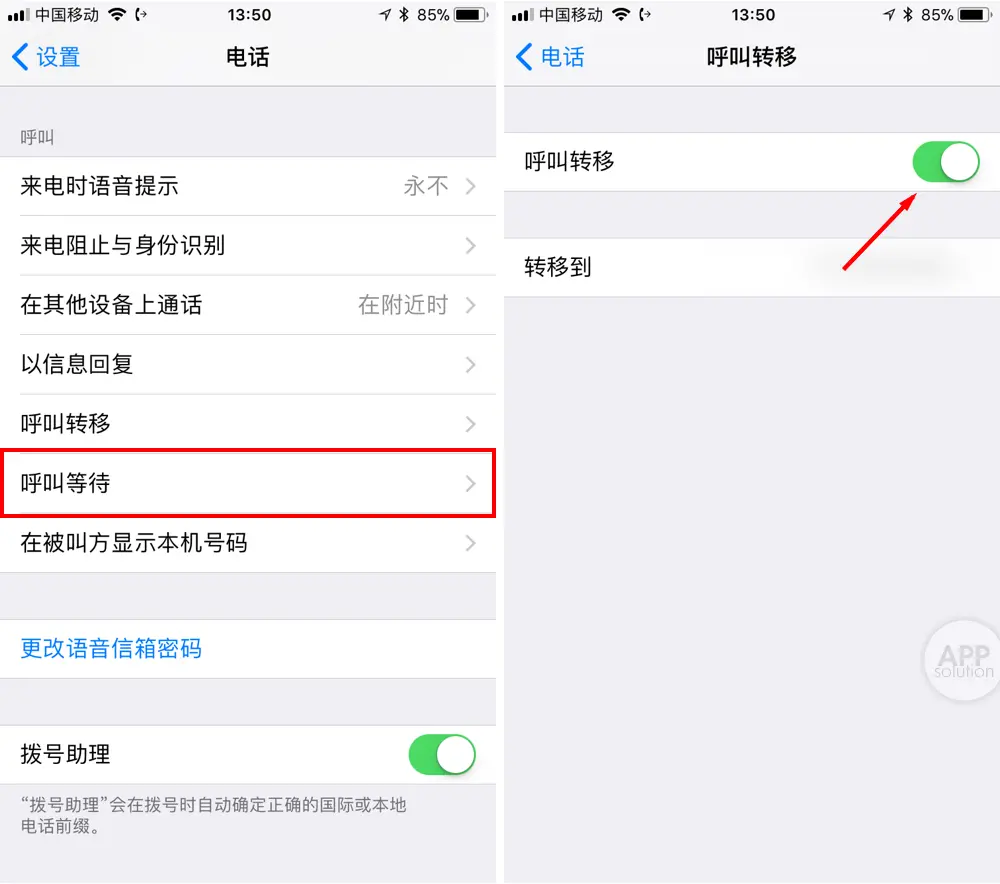 中国移动
13:50
85%
设置
电话
呼叫
来电时语音提示
永不
来电阻止与身份识别
在其他设备上通话
在附近时
以信息回复
呼叫转移
呼叫等待
在被叫方显示本机号码
更改语音信箱密码
拨号助理
“拨号助理”会在拨号时自动确定正确的国际或本地
电话前缀。
中国移动
13:50
85%
电话
呼叫转移
呼叫转移
转移到
APP
solution